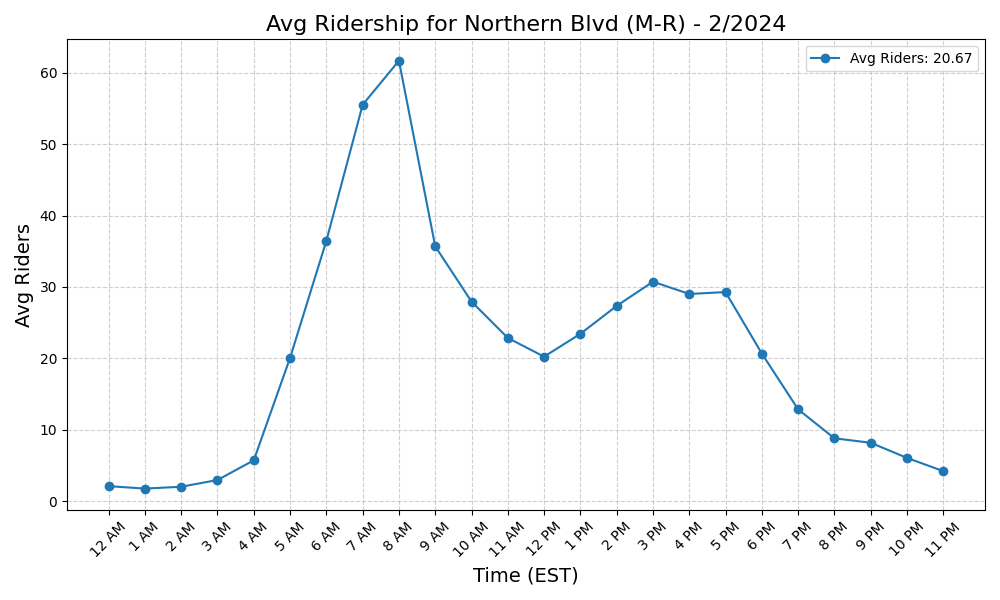 Avg Ridership for Northern Blvd (M-R) - 2/2024
Avg Riders: 20.67
Avg Riders
60
50
40
30
20
10
0
12 AM
1 AM
2 AM
3 AM
4 AM
5 AM
6 AM
7 AM
8 AM
9 AM
10 AM
11 AM
12 PM
1 PM
2 PM
3 PM
4 PM
5 PM
6 PM
7 PM
8 PM
9 PM
10 PM
11 PM
Time (EST)